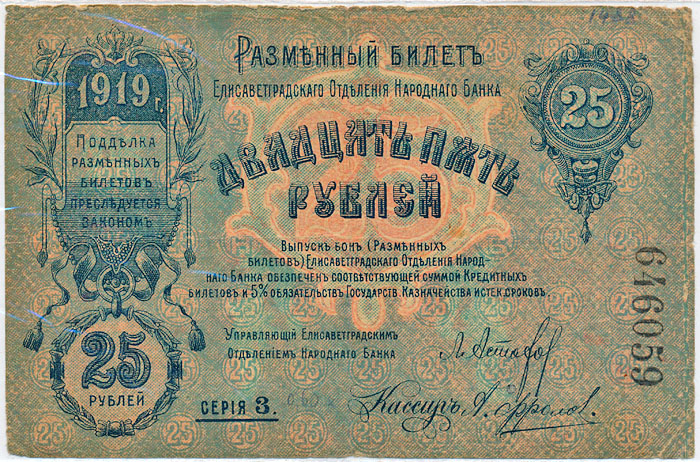 Размѣнный билетъ
Елисаветградскаго Отдѣленія Народнаго Банка
1919 г.
Поддѣлка
размѣнныхъ
билетовъ
преслѣдуется
закономъ
25
Двадцать пять
рублей
Выпускъ бонъ (Размѣнныхъ
билетовъ) Елисаветградскаго Отдѣленія Народ-
наго Банка обезпеченъ соотвѣтствующей суммой Кредитныхъ
билетовъ и 5% обязательствъ Государств. Казначейства истек. сроковъ.
646059
25
рублей
Управляющій Елисаветградскимъ
Отдѣленіемъ Народнаго Банка
Серія 3.
Кассиръ, А. Фроловъ.